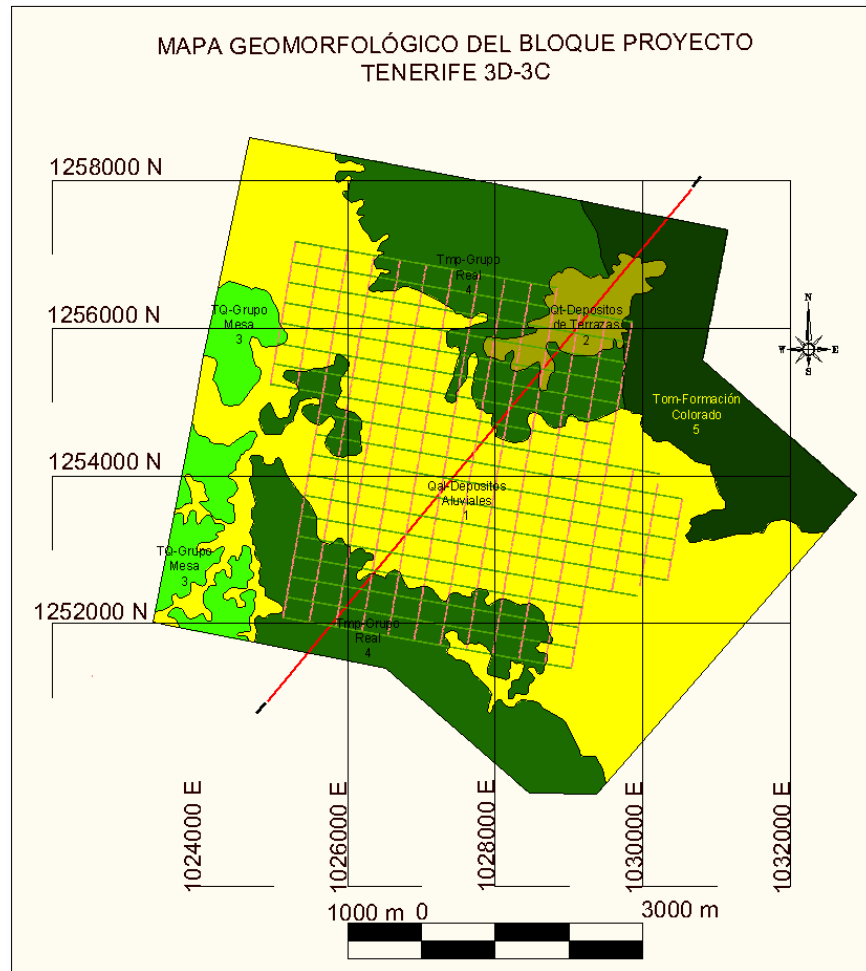 MAPA GEOMORFOLÓGICO DEL BLOQUE PROYECTO
TENERIFE 3D-3C
1258000 N
Tmp-Grupo
Real
4
TQ-Grupo
Mesa
3
1256000 N
Qt-Depositos
de Terrazas
2
N
W
E
S
Tom-Formación
Colorado
5
1254000 N
Qal-Depositos
Aluviales
1
TQ-Grupo
Mesa
3
1252000 N
Tmp-Grupo
Real
4
1024000 E
1026000 E
1028000 E
1030000 E
1032000 E
1000 m 0
3000 m